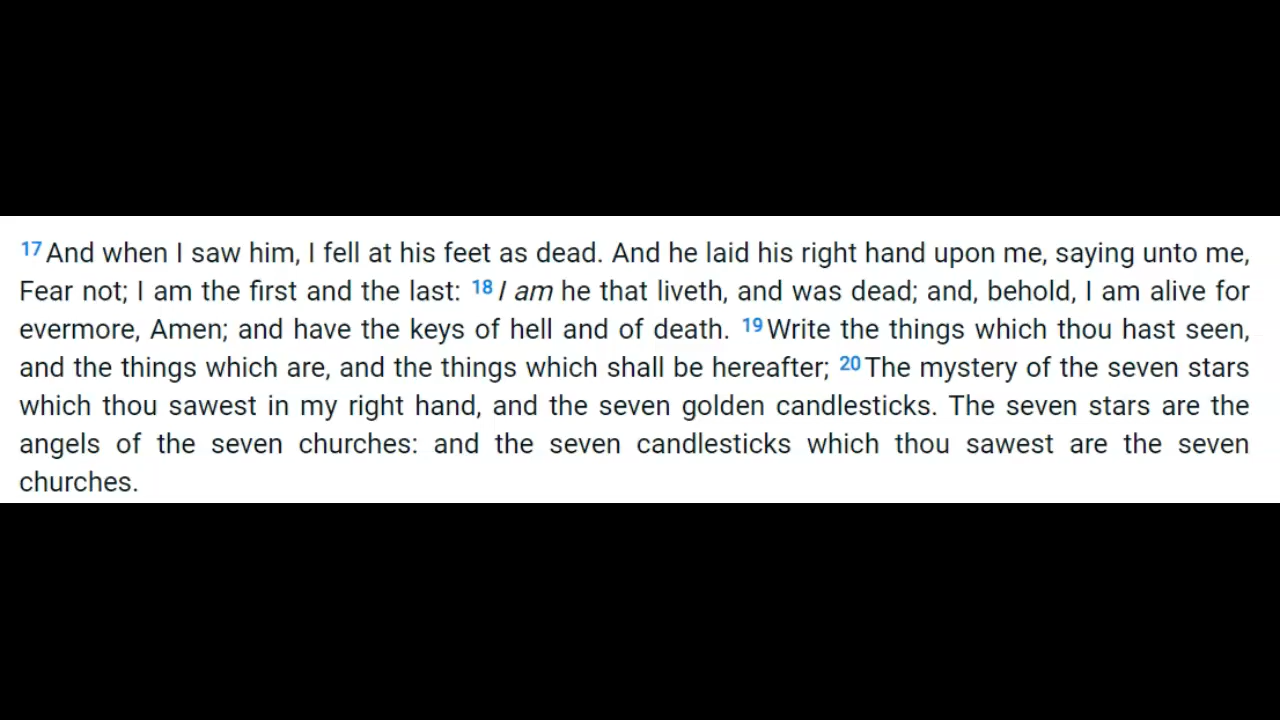 17 And when I saw him, I fell at his feet as dead. And he laid his right hand upon me, saying unto me,
Fear not; I am the first and the last: 18 I am he that liveth, and was dead; and, behold, I am alive for
evermore, Amen; and have the keys of hell and of death. 19 Write the things which thou hast seen,
and the things which are, and the things which shall be hereafter; 20 The mystery of the seven stars
which thou sawest in my right hand, and the seven golden candlesticks. The seven stars are the
angels of the seven churches: and the seven candlesticks which thou sawest are the seven
churches.